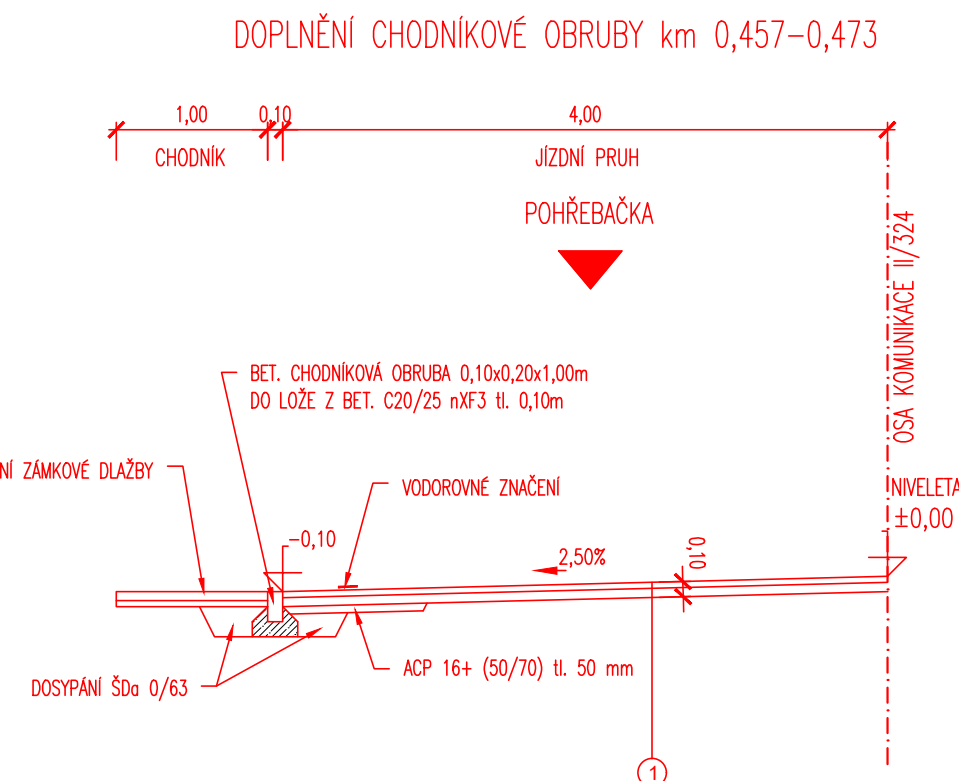 DOPLNĚNÍ CHODNÍKOVÉ OBRUBY km 0,457-0,473
1,00
0,10
4,00
CHODNÍK
JÍZDNÍ PRUH
POHŘEBAČKA
OSA KOMUNIKACE II/324
BET. CHODNÍKOVÁ OBRUBA 0,10x0,20x1,00m
DO LOŽE Z BET. C20/25 nXF3 tl. 0,10m
NÍ ZÁMKOVÉ DLAŽBY
VODOROVNÉ ZNAČENÍ
NIVELETA
±0,00
-0,10
2,50%
0,10
ACP 16+ (50/70) tl. 50 mm
DOSYPÁNÍ ŠDa 0/63
1